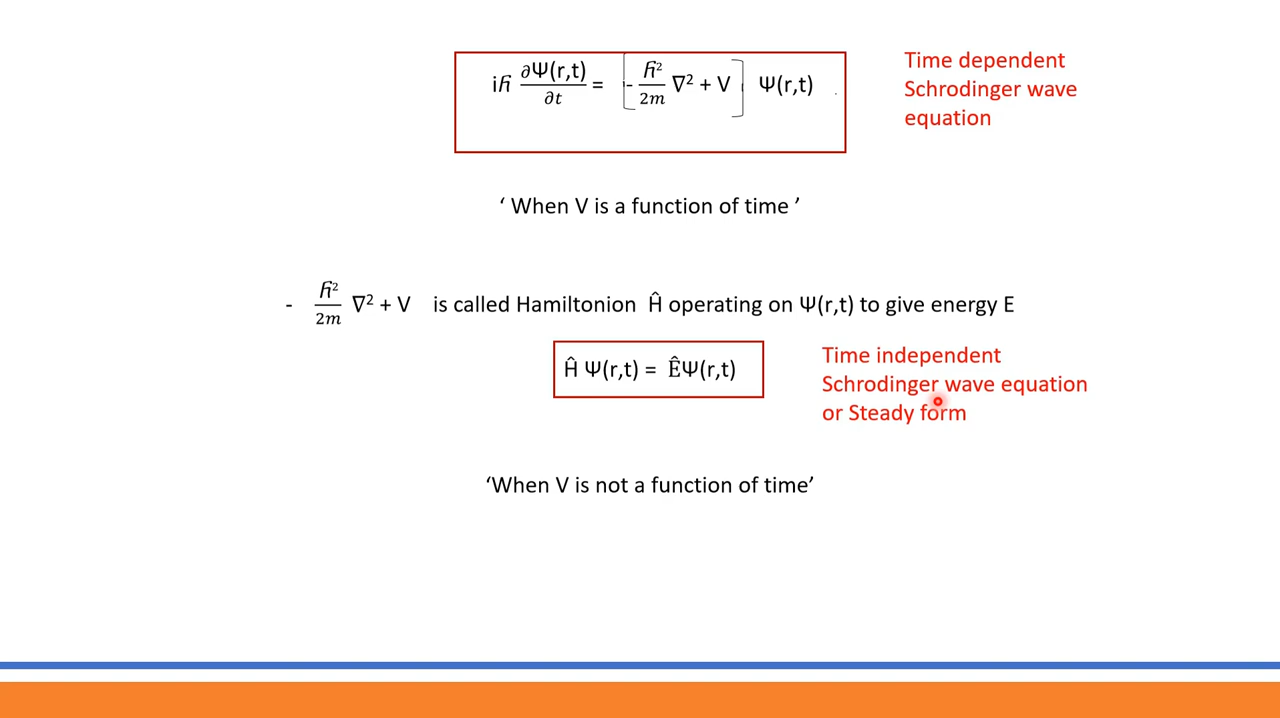 iℏ ∂Ψ(r,t)/∂t = [- ℏ²/2m ∇² + V] Ψ(r,t)
Time dependent
Schrodinger wave
equation
‘ When V is a function of time ’
- ℏ²/2m ∇² + V is called Hamiltonion Ĥ operating on Ψ(r,t) to give energy E
Ĥ Ψ(r,t) = ÊΨ(r,t)
Time independent
Schrodinger wave equation
or Steady form
‘When V is not a function of time’